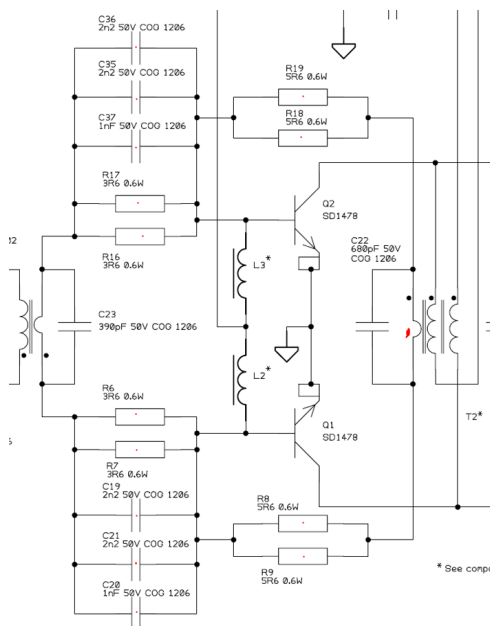 C36
2n2 50V COG 1206
C35
2n2 50V COG 1206
C37
1nF 50V COG 1206
R17
3R6 0.6W
R16
3R6 0.6W
R19
5R6 0.6W
R18
5R6 0.6W
Q2
SD1478
C22
680pF 50V
COG 1206
L3*
02
C23
390pF 50V COG 1206
L2*
R6
3R6 0.6W
R7
3R6 0.6W
Q1
SD1478
T2*
C19
2n2 50V COG 1206
C21
2n2 50V COG 1206
C20
1nF 50V COG 1206
R8
5R6 0.6W
R9
5R6 0.6W
* See comp